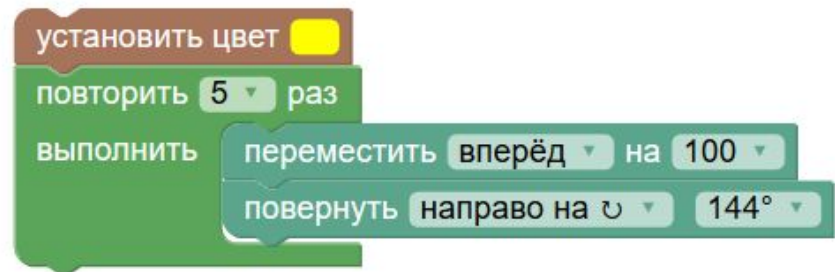 установить цвет
повторить 5 раз
выполнить переместить вперёд на 100
повернуть направо на ↻ 144°